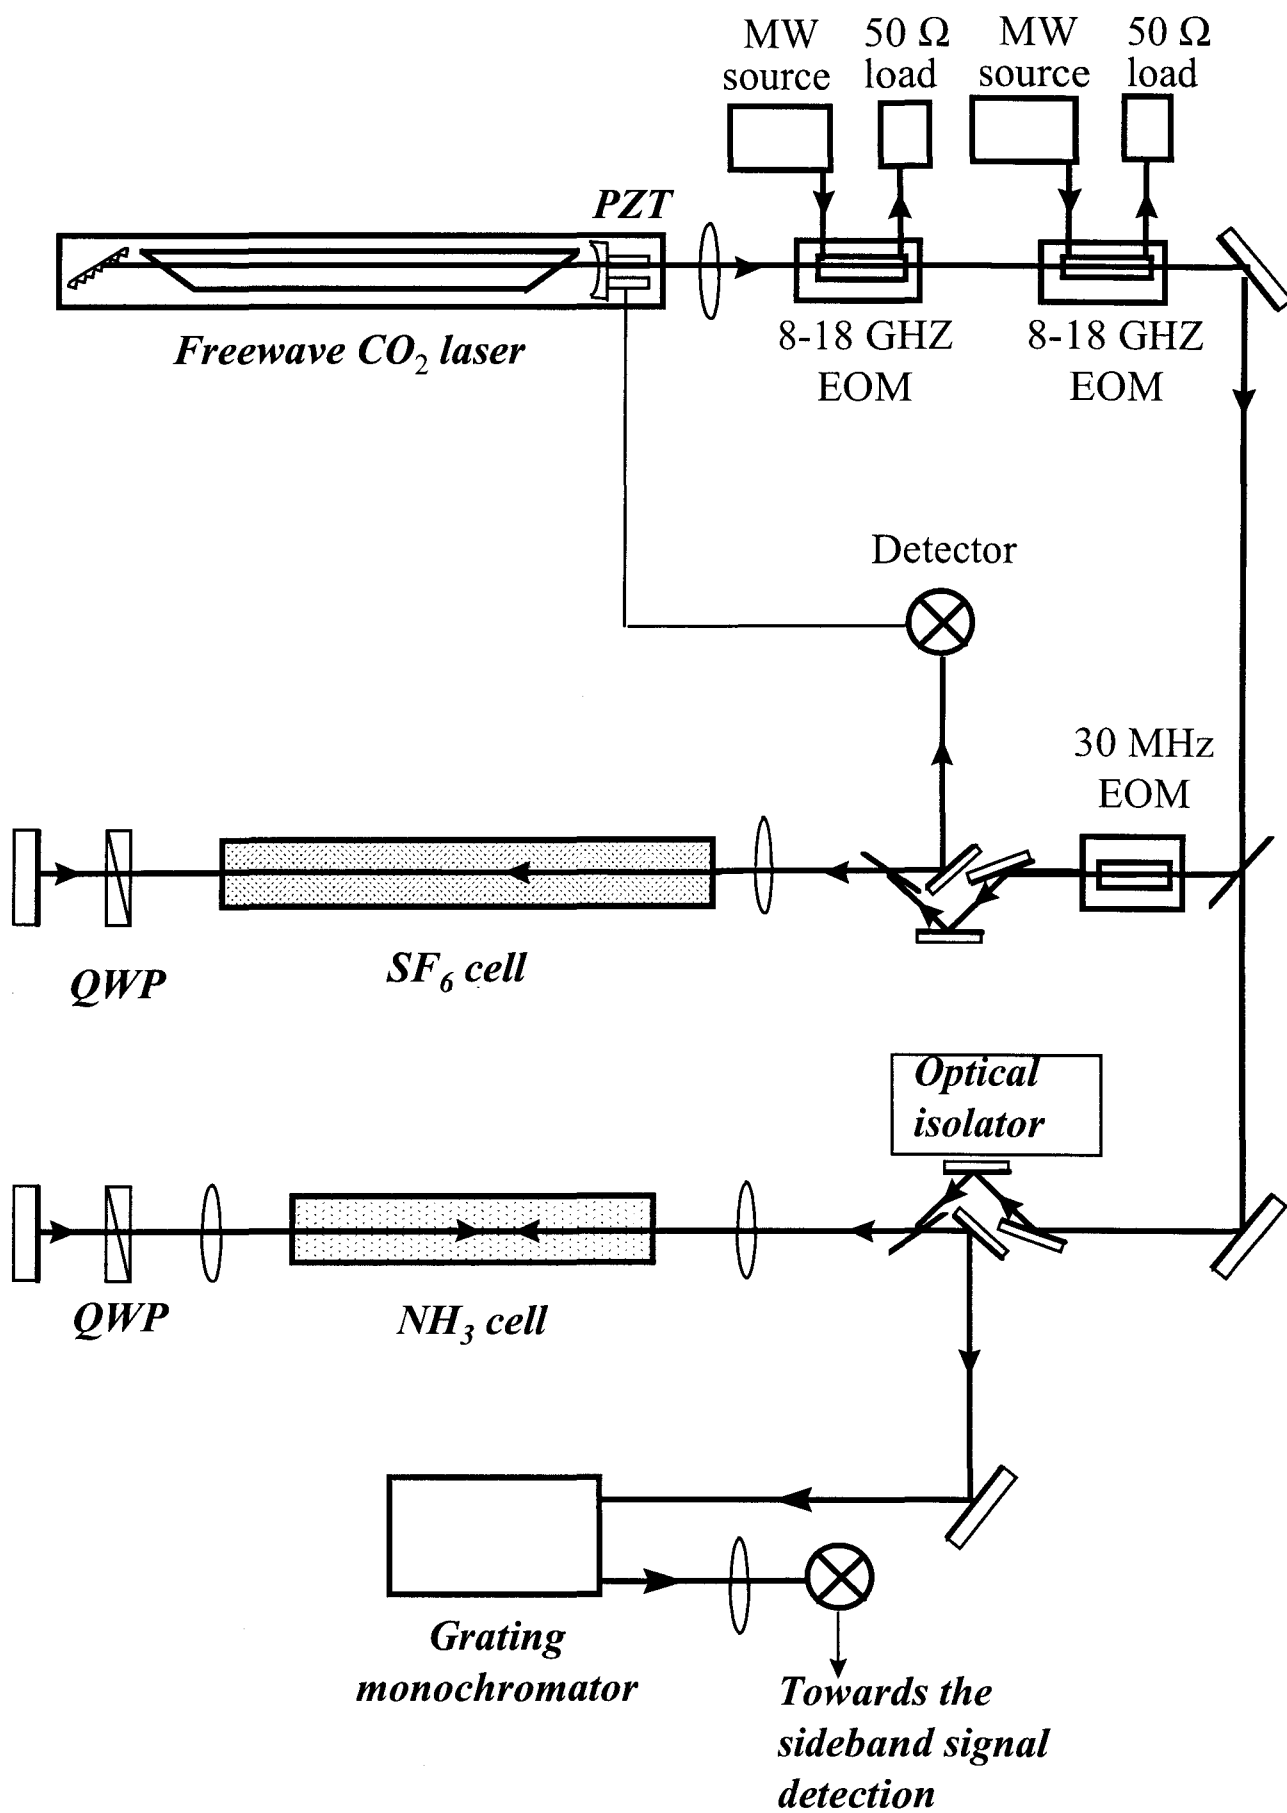 MW
source
50 Ω
load
MW
source
50 Ω
load
PZT
Freewave CO₂ laser
8-18 GHZ
EOM
8-18 GHZ
EOM
Detector
30 MHz
EOM
QWP
SF₆ cell
Optical
isolator
QWP
NH₃ cell
Grating
monochromator
Towards the
sideband signal
detection